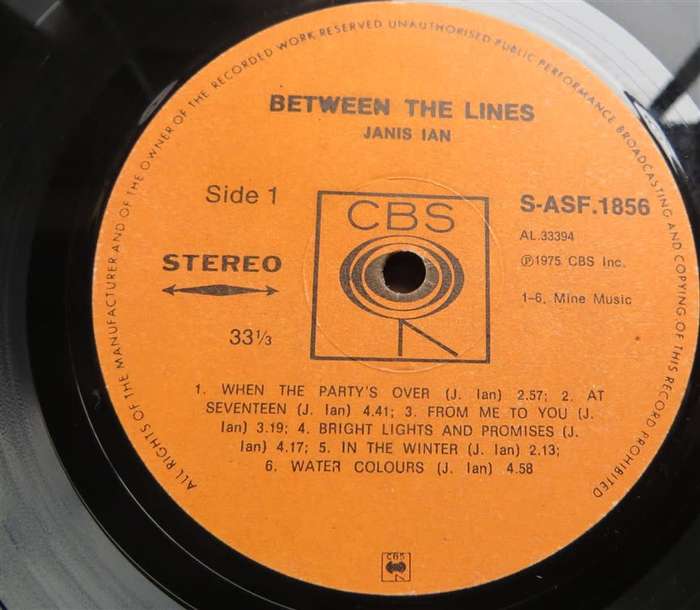 ALL RIGHTS OF THE MANUFACTURER AND OF THE OWNER OF THE RECORDED WORK RESERVED UNAUTHORISED PUBLIC PERFORMANCE BROADCASTING AND COPYING OF THIS RECORD PROHIBITED
BETWEEN THE LINES
JANIS IAN
Side 1
CBS
S-ASF.1856
AL.33394
STEREO
℗1975 CBS Inc.
1-6, Mine Music
33⅓
1. WHEN THE PARTY'S OVER (J. Ian) 2.57; 2. AT
SEVENTEEN (J. Ian) 4.41; 3. FROM ME TO YOU (J.
Ian) 3.19; 4. BRIGHT LIGHTS AND PROMISES (J.
Ian) 4.17; 5. IN THE WINTER (J. Ian) 2.13;
6. WATER COLOURS (J. Ian) 4.58
CBS